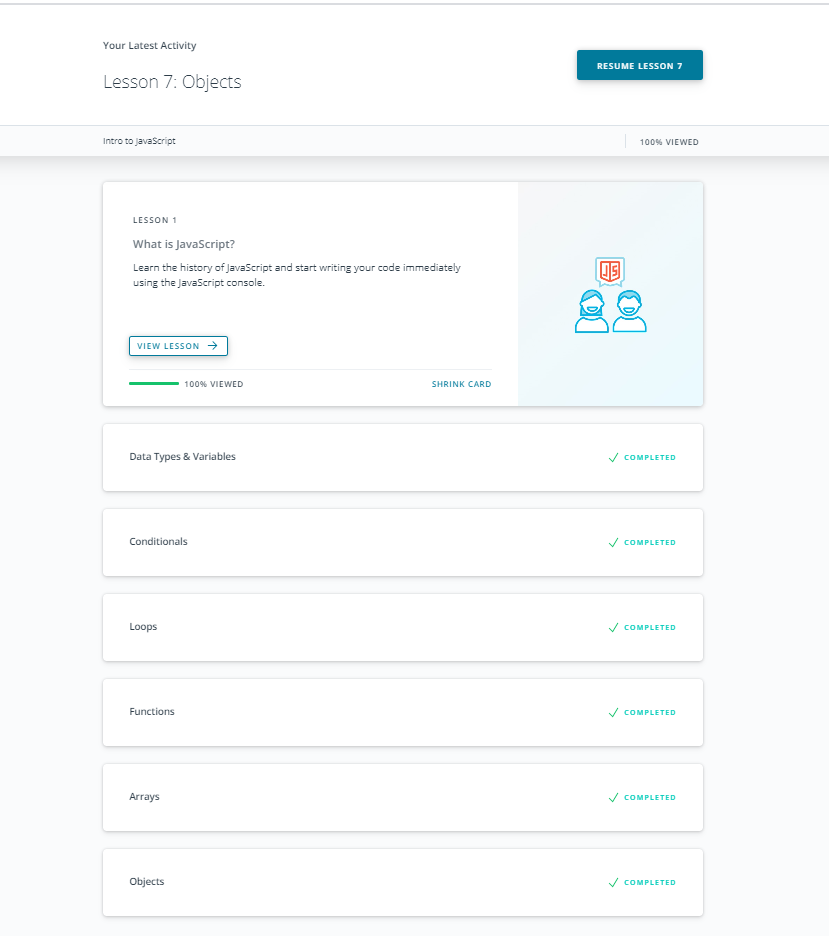 Your Latest Activity
Lesson 7: Objects
RESUME LESSON 7
Intro to JavaScript
100% VIEWED
LESSON 1
What is JavaScript?
Learn the history of JavaScript and start writing your code immediately
using the JavaScript console.
JS
VIEW LESSON
100% VIEWED
SHRINK CARD
Data Types & Variables
COMPLETED
Conditionals
COMPLETED
Loops
COMPLETED
Functions
COMPLETED
Arrays
COMPLETED
Objects
COMPLETED